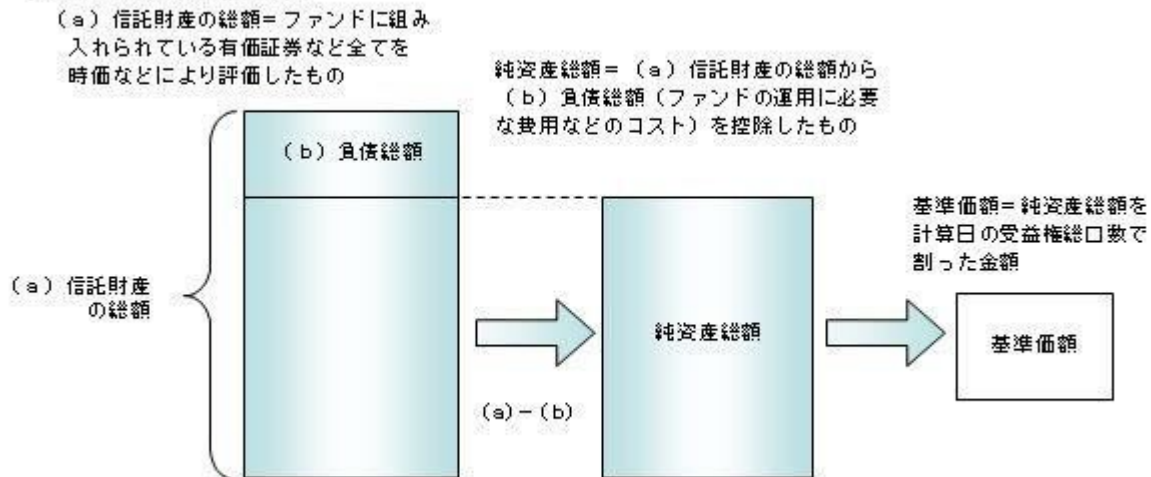 （a）信託財産の総額＝ファンドに組み
入れられている有価証券など全てを
時価などにより評価したもの
純資産総額＝（a）信託財産の総額から
（b）負債総額（ファンドの運用に必要
な費用などのコスト）を控除したもの
（b）負債総額
基準価額＝純資産総額を
計算日の受益権総口数で
割った金額
（a）信託財産
の総額
純資産総額
基準価額
（a）－（b）